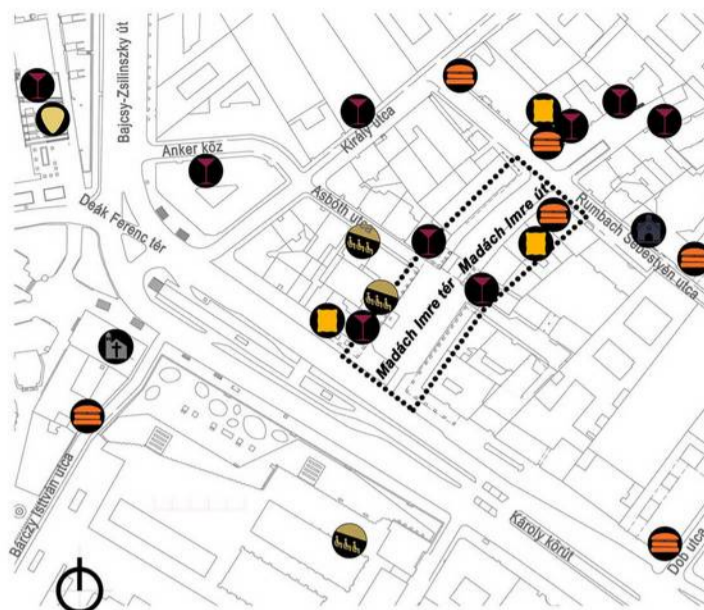 Bajcsy-Zsilinszky út
Király utca
Anker köz
Asbóth utca
Deák Ferenc tér
Madách Imre út
Rumbach Sebestyén utca
Madách Imre tér
Bárczy István utca
Károly körút
Dob utca